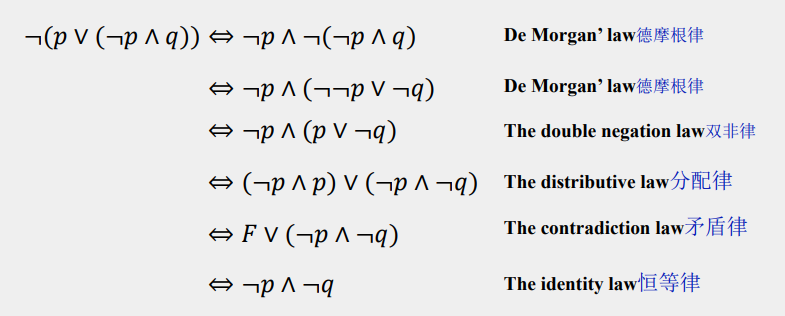 ¬(p ∨ (¬p ∧ q)) ⇔ ¬p ∧ ¬(¬p ∧ q) De Morgan’ law德摩根律
⇔ ¬p ∧ (¬¬p ∨ ¬q) De Morgan’ law德摩根律
⇔ ¬p ∧ (p ∨ ¬q) The double negation law双非律
⇔ (¬p ∧ p) ∨ (¬p ∧ ¬q) The distributive law分配律
⇔ F ∨ (¬p ∧ ¬q) The contradiction law矛盾律
⇔ ¬p ∧ ¬q The identity law恒等律